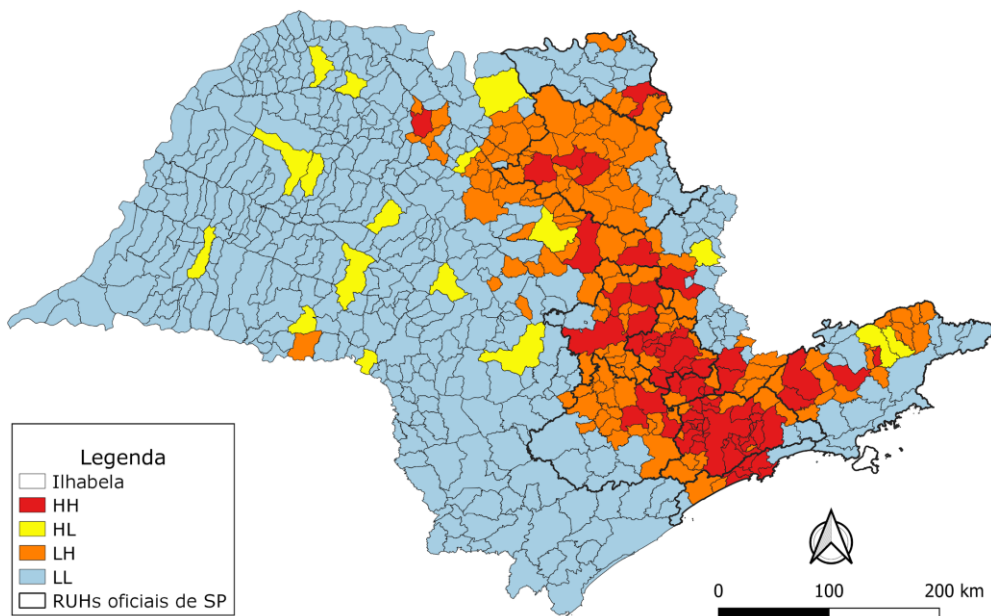 Legenda
Ilhabela
HH
HL
LH
LL
RUHs oficiais de SP
0 100 200 km